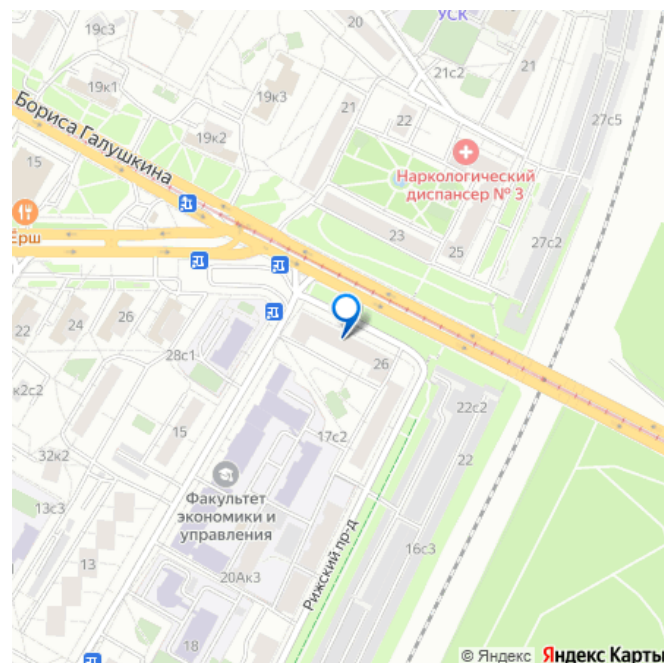 19с3
20
УСК
21
21с2
19к1
19к3
21
22
27с5
Бориса Галушкина
19к2
Наркологический
диспансер № 3
15
Ёрш
23
25
27с2
22
24
26
28с1
26
к2с2
22с2
15
17с2
22
32к2
Факультет
экономики и
управления
13с3
16с3
13
Рижский пр-д
20Ак3
18
© Яндекс Яндекс Карты